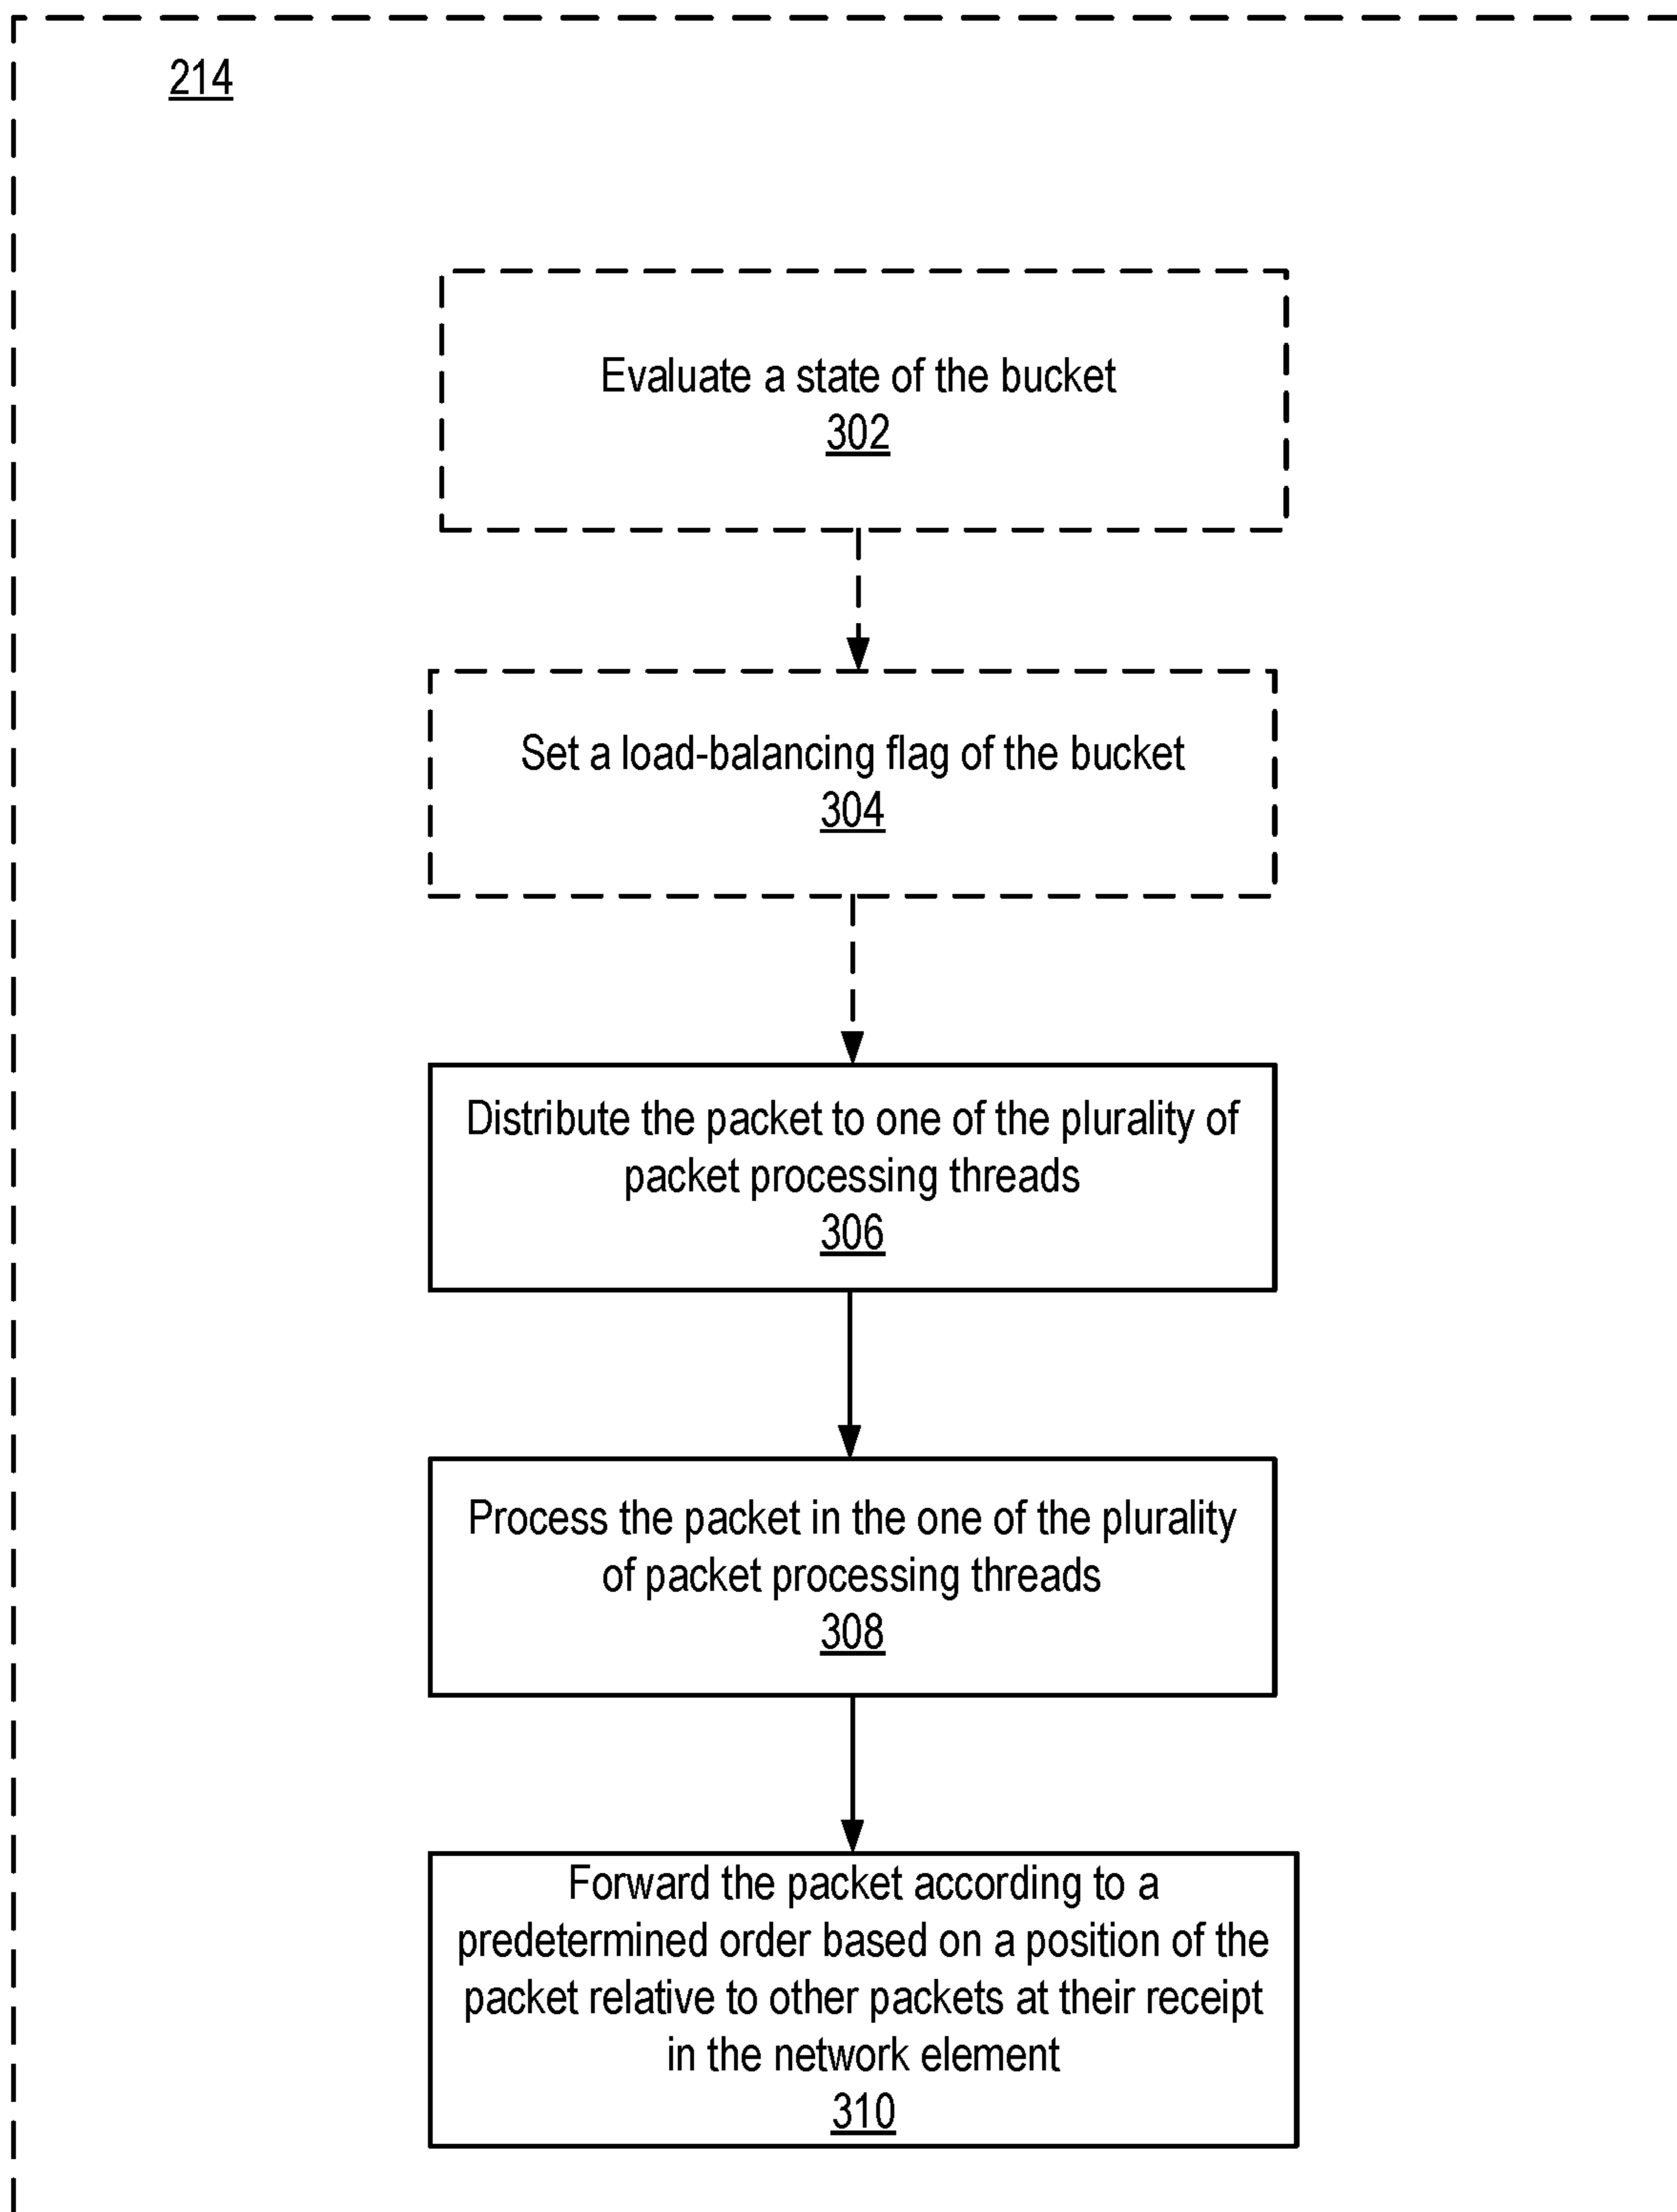 214
Evaluate a state of the bucket
302
Set a load-balancing flag of the bucket
304
Distribute the packet to one of the plurality of
packet processing threads
306
Process the packet in the one of the plurality
of packet processing threads
308
Forward the packet according to a
predetermined order based on a position of the
packet relative to other packets at their receipt
in the network element
310